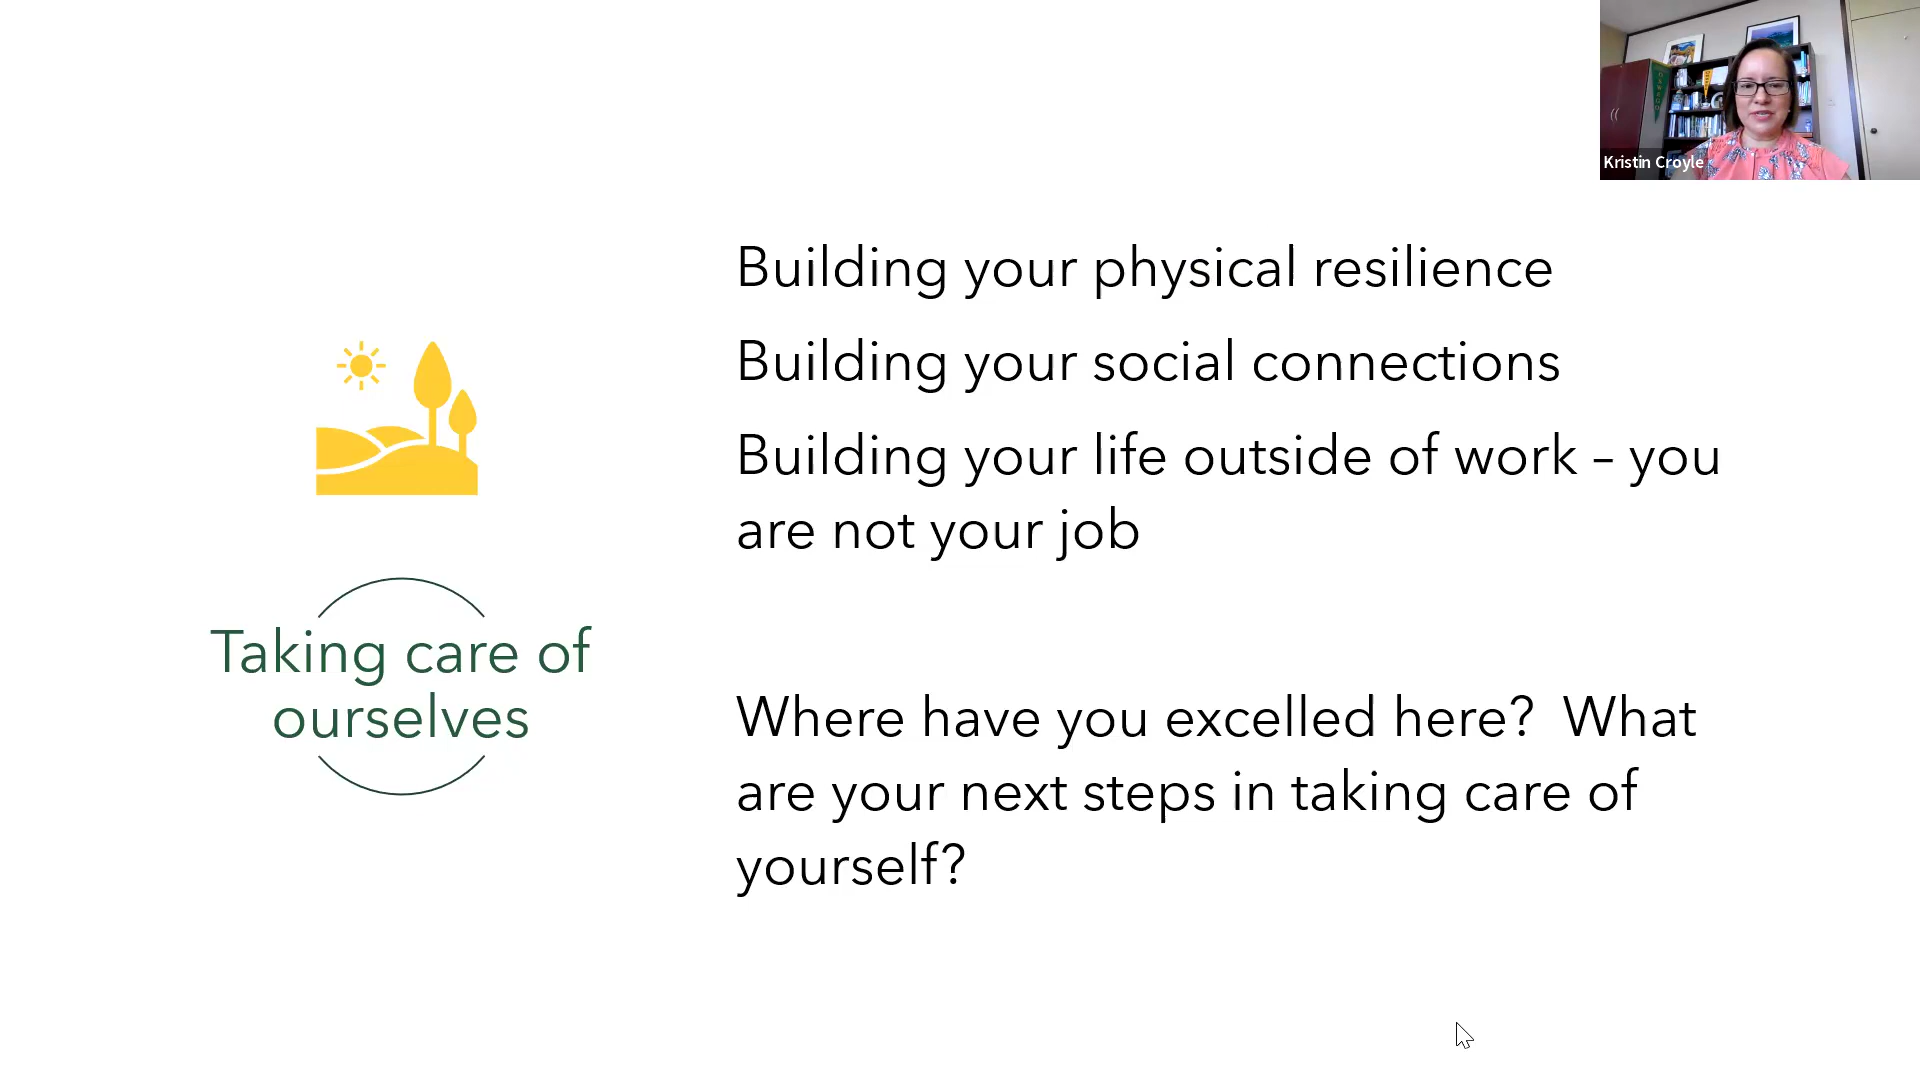 Kristin Croyle
Building your physical resilience
Building your social connections
Building your life outside of work – you
are not your job
Taking care of
ourselves
Where have you excelled here?  What
are your next steps in taking care of
yourself?